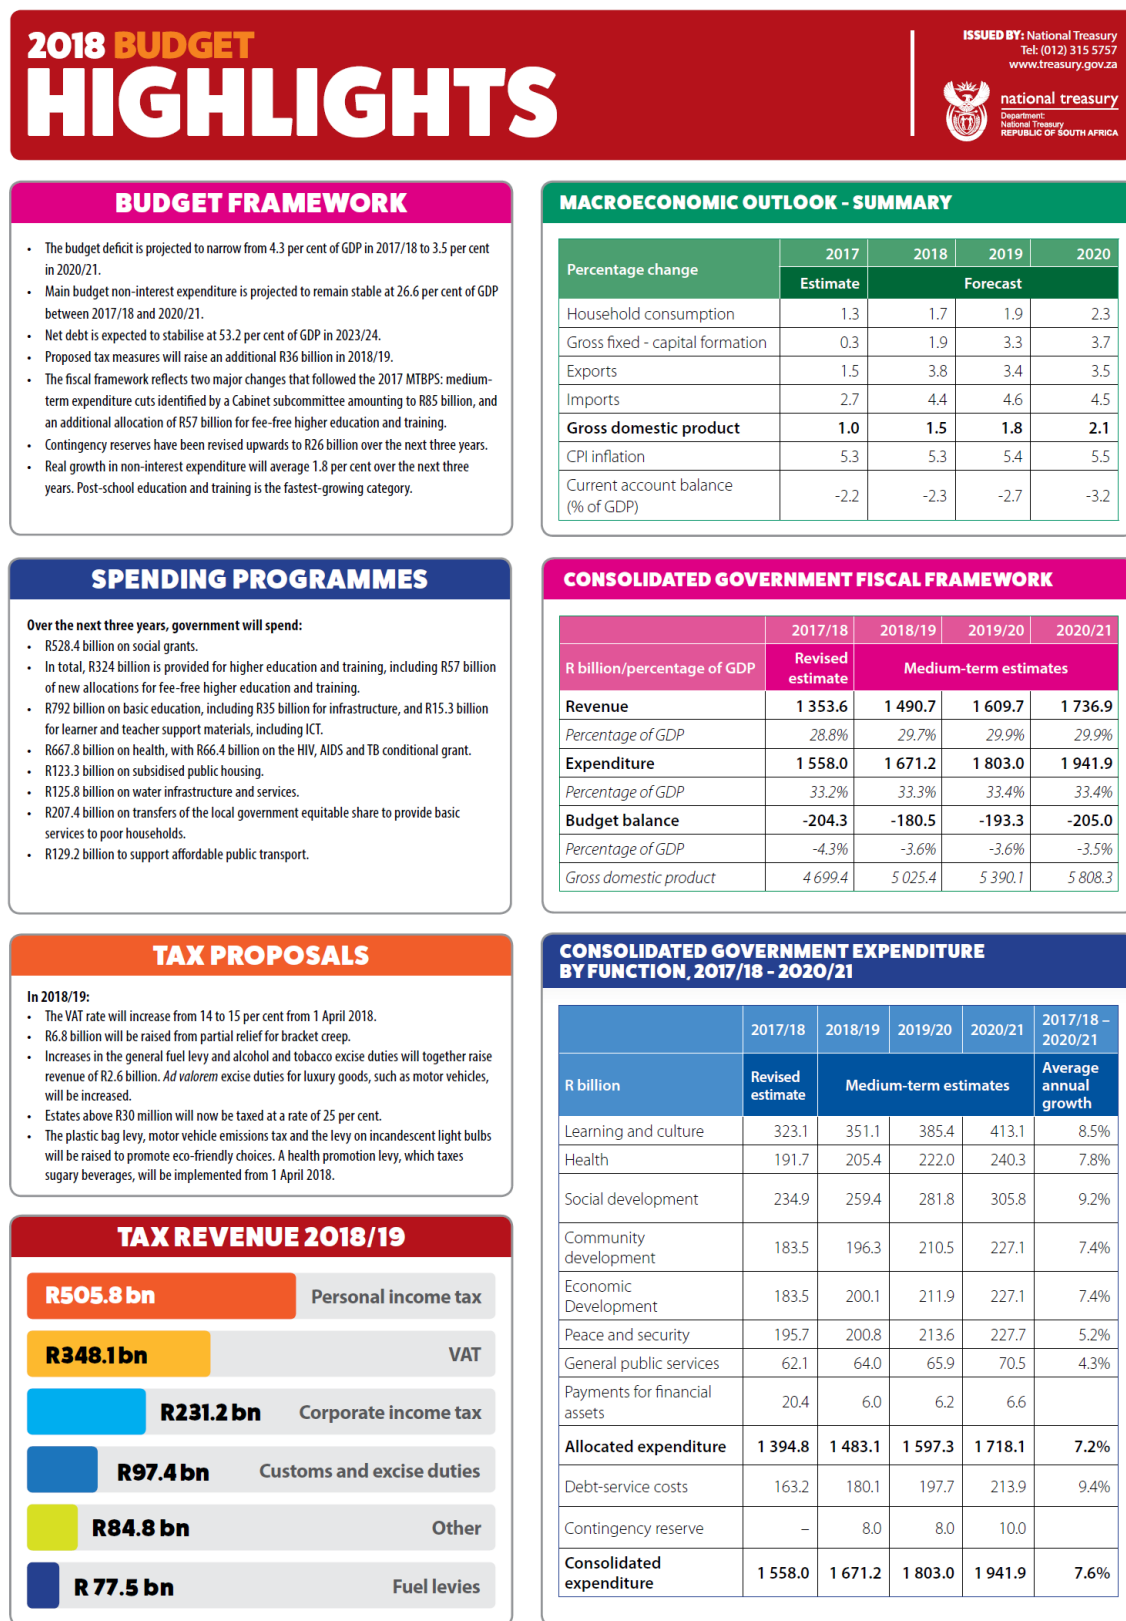 2018 BUDGET
HIGHLIGHTS
ISSUED BY: National Treasury
Tel: (012) 315 5757
www.treasury.gov.za
national treasury
Department:
National Treasury
REPUBLIC OF SOUTH AFRICA
BUDGET FRAMEWORK
• The budget deficit is projected to narrow from 4.3 per cent of GDP in 2017/18 to 3.5 per cent
in 2020/21.
• Main budget non-interest expenditure is projected to remain stable at 26.6 per cent of GDP
between 2017/18 and 2020/21.
• Net debt is expected to stabilise at 53.2 per cent of GDP in 2023/24.
• Proposed tax measures will raise an additional R36 billion in 2018/19.
• The fiscal framework reflects two major changes that followed the 2017 MTBPS: medium-
term expenditure cuts identified by a Cabinet subcommittee amounting to R85 billion, and
an additional allocation of R57 billion for fee-free higher education and training.
• Contingency reserves have been revised upwards to R26 billion over the next three years.
• Real growth in non-interest expenditure will average 1.8 per cent over the next three
years. Post-school education and training is the fastest-growing category.
MACROECONOMIC OUTLOOK - SUMMARY
Percentage change 2017 2018 2019 2020
Estimate Forecast
Household consumption 1.3 1.7 1.9 2.3
Gross fixed - capital formation 0.3 1.9 3.3 3.7
Exports 1.5 3.8 3.4 3.5
Imports 2.7 4.4 4.6 4.5
Gross domestic product 1.0 1.5 1.8 2.1
CPI inflation 5.3 5.3 5.4 5.5
Current account balance
(% of GDP) -2.2 -2.3 -2.7 -3.2
SPENDING PROGRAMMES
Over the next three years, government will spend:
• R528.4 billion on social grants.
• In total, R324 billion is provided for higher education and training, including R57 billion
of new allocations for fee-free higher education and training.
• R792 billion on basic education, including R35 billion for infrastructure, and R15.3 billion
for learner and teacher support materials, including ICT.
• R667.8 billion on health, with R66.4 billion on the HIV, AIDS and TB conditional grant.
• R123.3 billion on subsidised public housing.
• R125.8 billion on water infrastructure and services.
• R207.4 billion on transfers of the local government equitable share to provide basic
services to poor households.
• R129.2 billion to support affordable public transport.
CONSOLIDATED GOVERNMENT FISCAL FRAMEWORK
2017/18 2018/19 2019/20 2020/21
R billion/percentage of GDP Revised
estimate Medium-term estimates
Revenue 1 353.6 1 490.7 1 609.7 1 736.9
Percentage of GDP 28.8% 29.7% 29.9% 29.9%
Expenditure 1 558.0 1 671.2 1 803.0 1 941.9
Percentage of GDP 33.2% 33.3% 33.4% 33.4%
Budget balance -204.3 -180.5 -193.3 -205.0
Percentage of GDP -4.3% -3.6% -3.6% -3.5%
Gross domestic product 4 699.4 5 025.4 5 390.1 5 808.3
TAX PROPOSALS
In 2018/19:
• The VAT rate will increase from 14 to 15 per cent from 1 April 2018.
• R6.8 billion will be raised from partial relief for bracket creep.
• Increases in the general fuel levy and alcohol and tobacco excise duties will together raise
revenue of R2.6 billion. Ad valorem excise duties for luxury goods, such as motor vehicles,
will be increased.
• Estates above R30 million will now be taxed at a rate of 25 per cent.
• The plastic bag levy, motor vehicle emissions tax and the levy on incandescent light bulbs
will be raised to promote eco-friendly choices. A health promotion levy, which taxes
sugary beverages, will be implemented from 1 April 2018.
TAX REVENUE 2018/19
R505.8 bn Personal income tax
R348.1 bn VAT
R231.2 bn Corporate income tax
R97.4 bn Customs and excise duties
R84.8 bn Other
R 77.5 bn Fuel levies
CONSOLIDATED GOVERNMENT EXPENDITURE
BY FUNCTION, 2017/18 - 2020/21
2017/18 2018/19 2019/20 2020/21 2017/18 –
2020/21
R billion Revised
estimate Medium-term estimates Average
annual
growth
Learning and culture 323.1 351.1 385.4 413.1 8.5%
Health 191.7 205.4 222.0 240.3 7.8%
Social development 234.9 259.4 281.8 305.8 9.2%
Community
development 183.5 196.3 210.5 227.1 7.4%
Economic
Development 183.5 200.1 211.9 227.1 7.4%
Peace and security 195.7 200.8 213.6 227.7 5.2%
General public services 62.1 64.0 65.9 70.5 4.3%
Payments for financial
assets 20.4 6.0 6.2 6.6
Allocated expenditure 1 394.8 1 483.1 1 597.3 1 718.1 7.2%
Debt-service costs 163.2 180.1 197.7 213.9 9.4%
Contingency reserve – 8.0 8.0 10.0
Consolidated
expenditure 1 558.0 1 671.2 1 803.0 1 941.9 7.6%